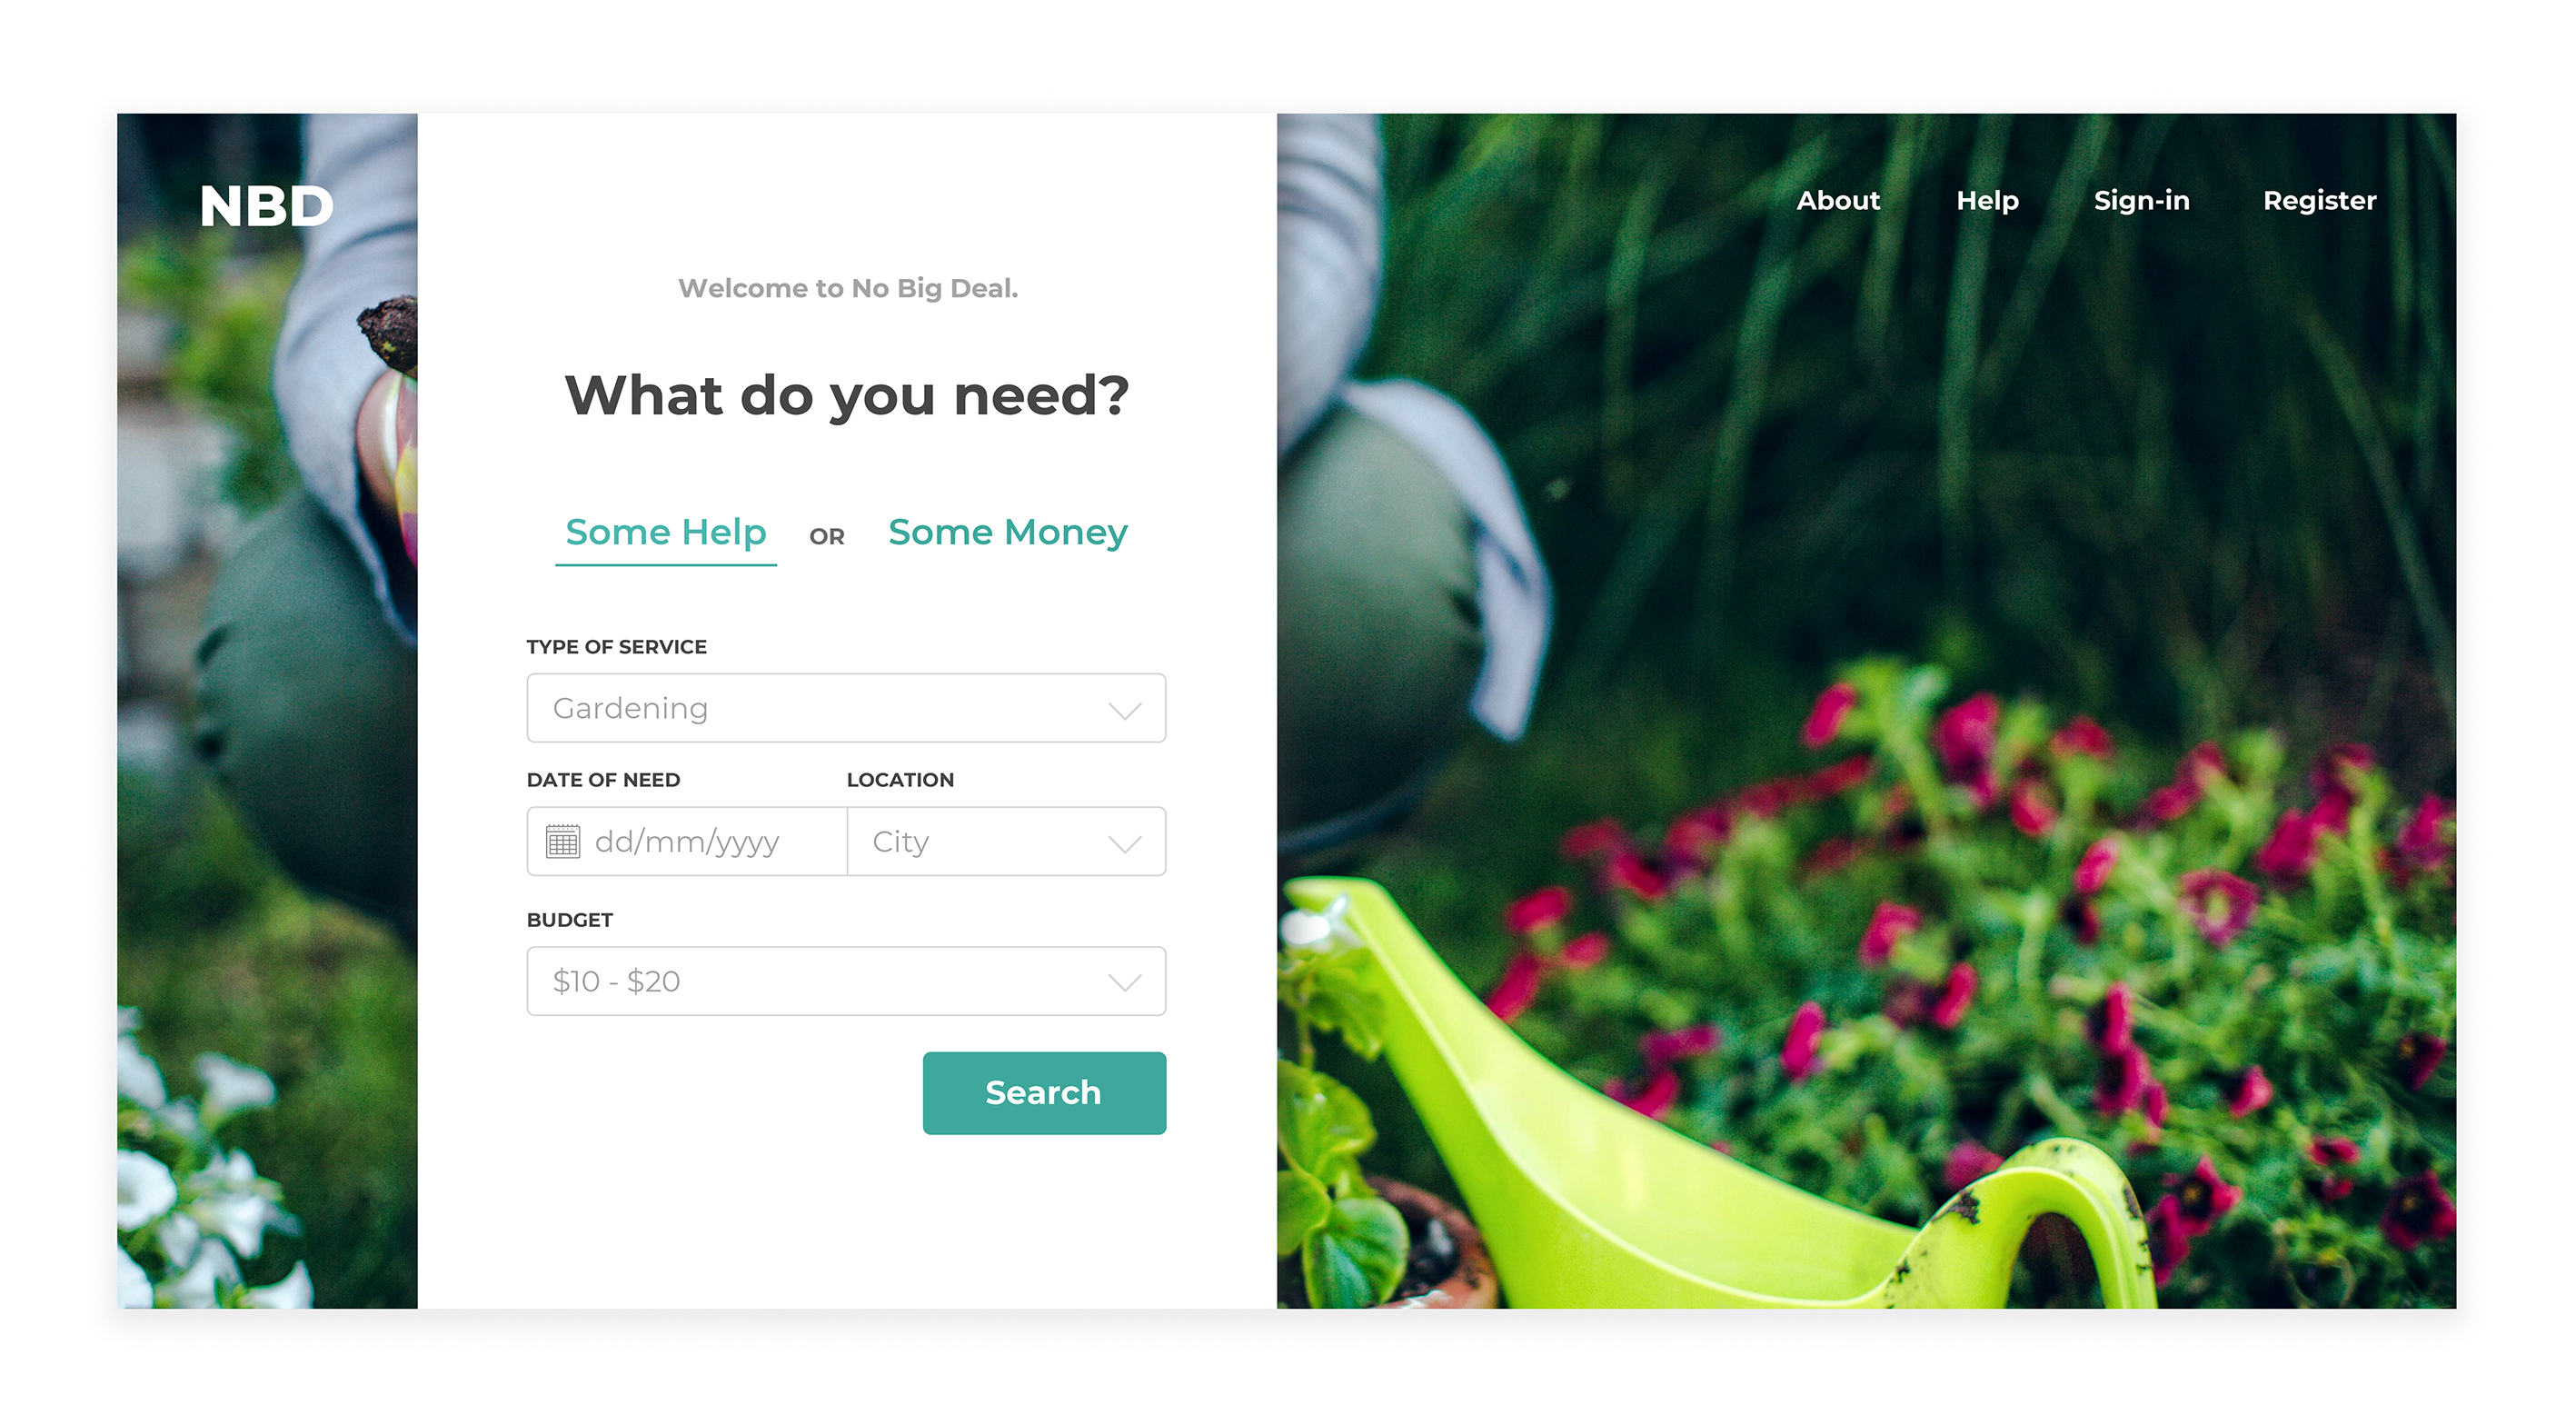 NBD
About Help Sign-in Register
Welcome to No Big Deal.
What do you need?
Some Help OR Some Money
TYPE OF SERVICE
Gardening
DATE OF NEED LOCATION
dd/mm/yyyy City
BUDGET
$10 - $20
Search